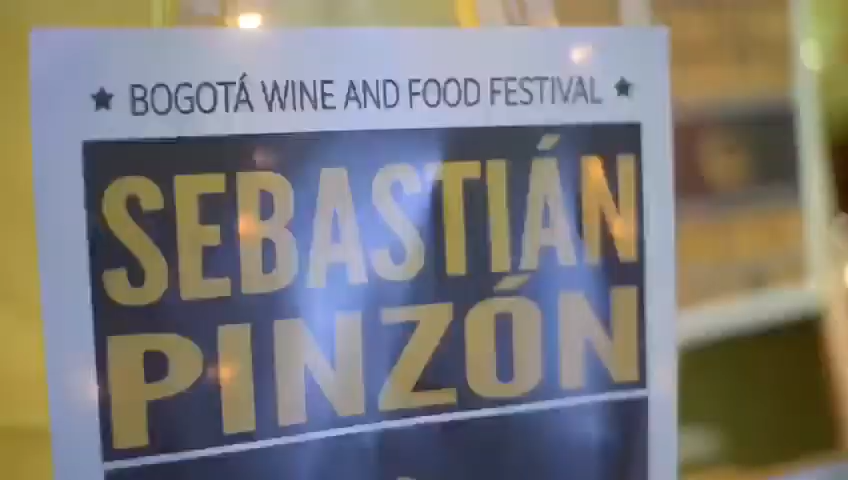 ★ BOGOTÁ WINE AND FOOD FESTIVAL ★
SEBASTIÁN
PINZÓN